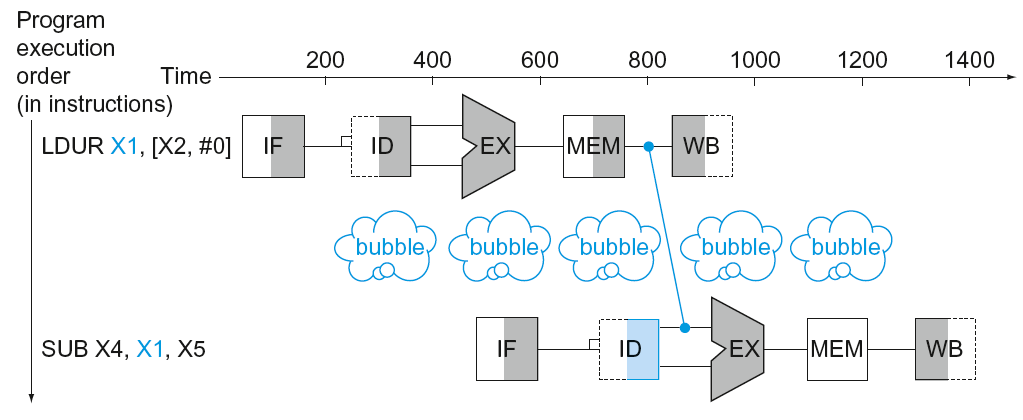 Program
execution
order
(in instructions)
Time
200 400 600 800 1000 1200 1400
LDUR X1, [X2, #0]
IF ID EX MEM WB
bubble bubble bubble bubble bubble
SUB X4, X1, X5
IF ID EX MEM WB